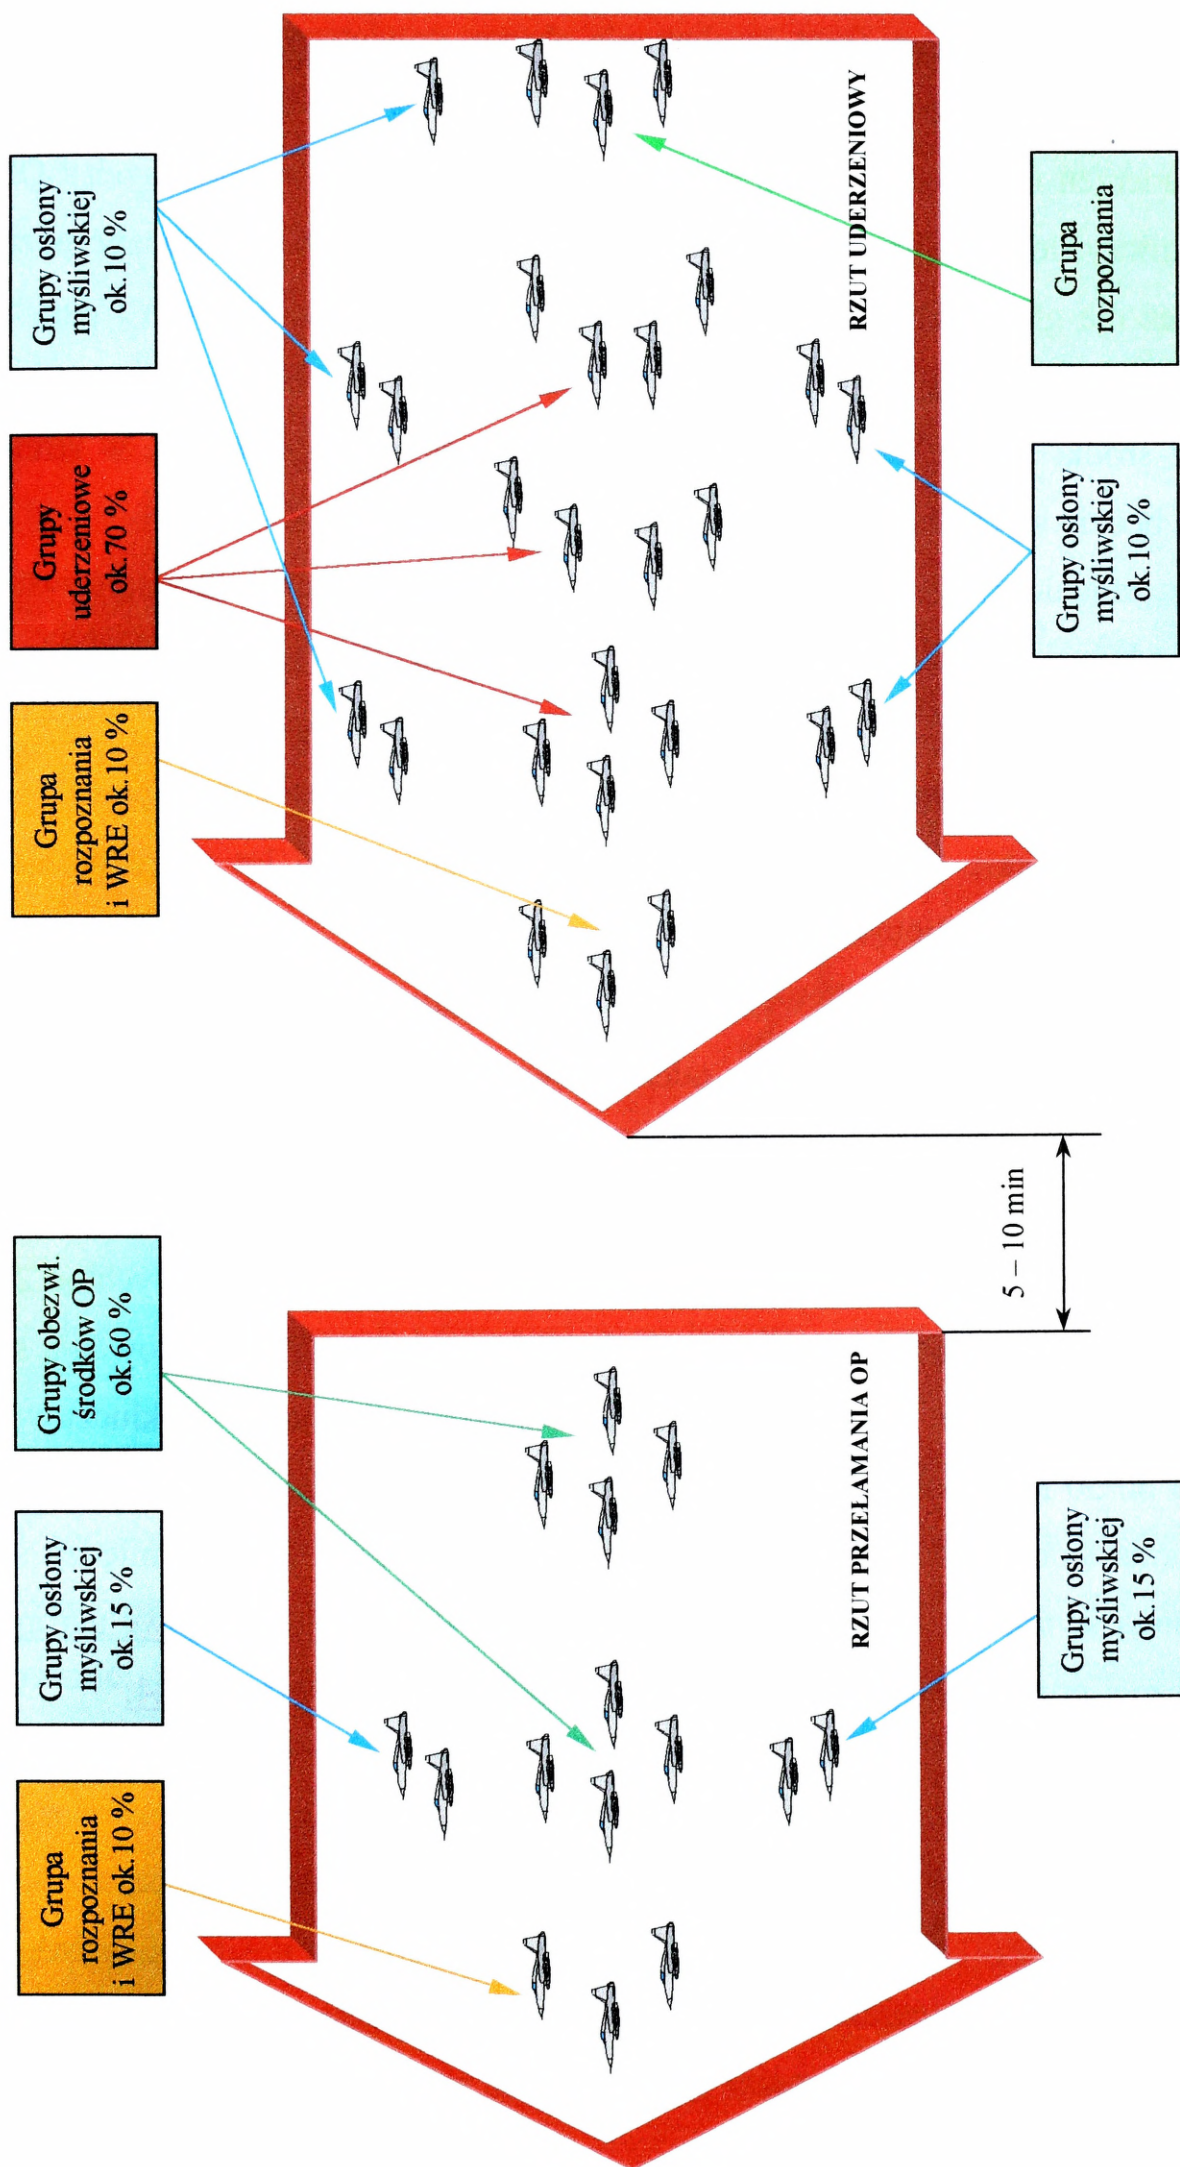 Grupa
rozpoznania
i WRE ok.10 %
Grupy osłony
myśliwskiej
ok.15 %
Grupy obezwł.
środków OP
ok.60 %
Grupa
rozpoznania
i WRE ok.10 %
Grupy
uderzeniowe
ok.70 %
Grupy osłony
myśliwskiej
ok.10 %
RZUT PRZEŁAMANIA OP
RZUT UDERZENIOWY
5 – 10 min
Grupy osłony
myśliwskiej
ok.15 %
Grupy osłony
myśliwskiej
ok.10 %
Grupa
rozpoznania